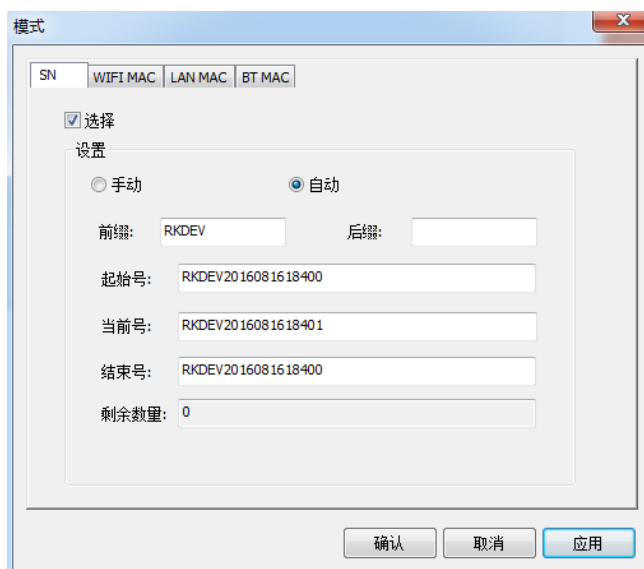 模式
SN WIFI MAC LAN MAC BT MAC
选择
设置
手动 自动
前缀: RKDEV 后缀:
起始号: RKDEV2016081618400
当前号: RKDEV2016081618401
结束号: RKDEV2016081618400
剩余数量: 0
确认 取消 应用